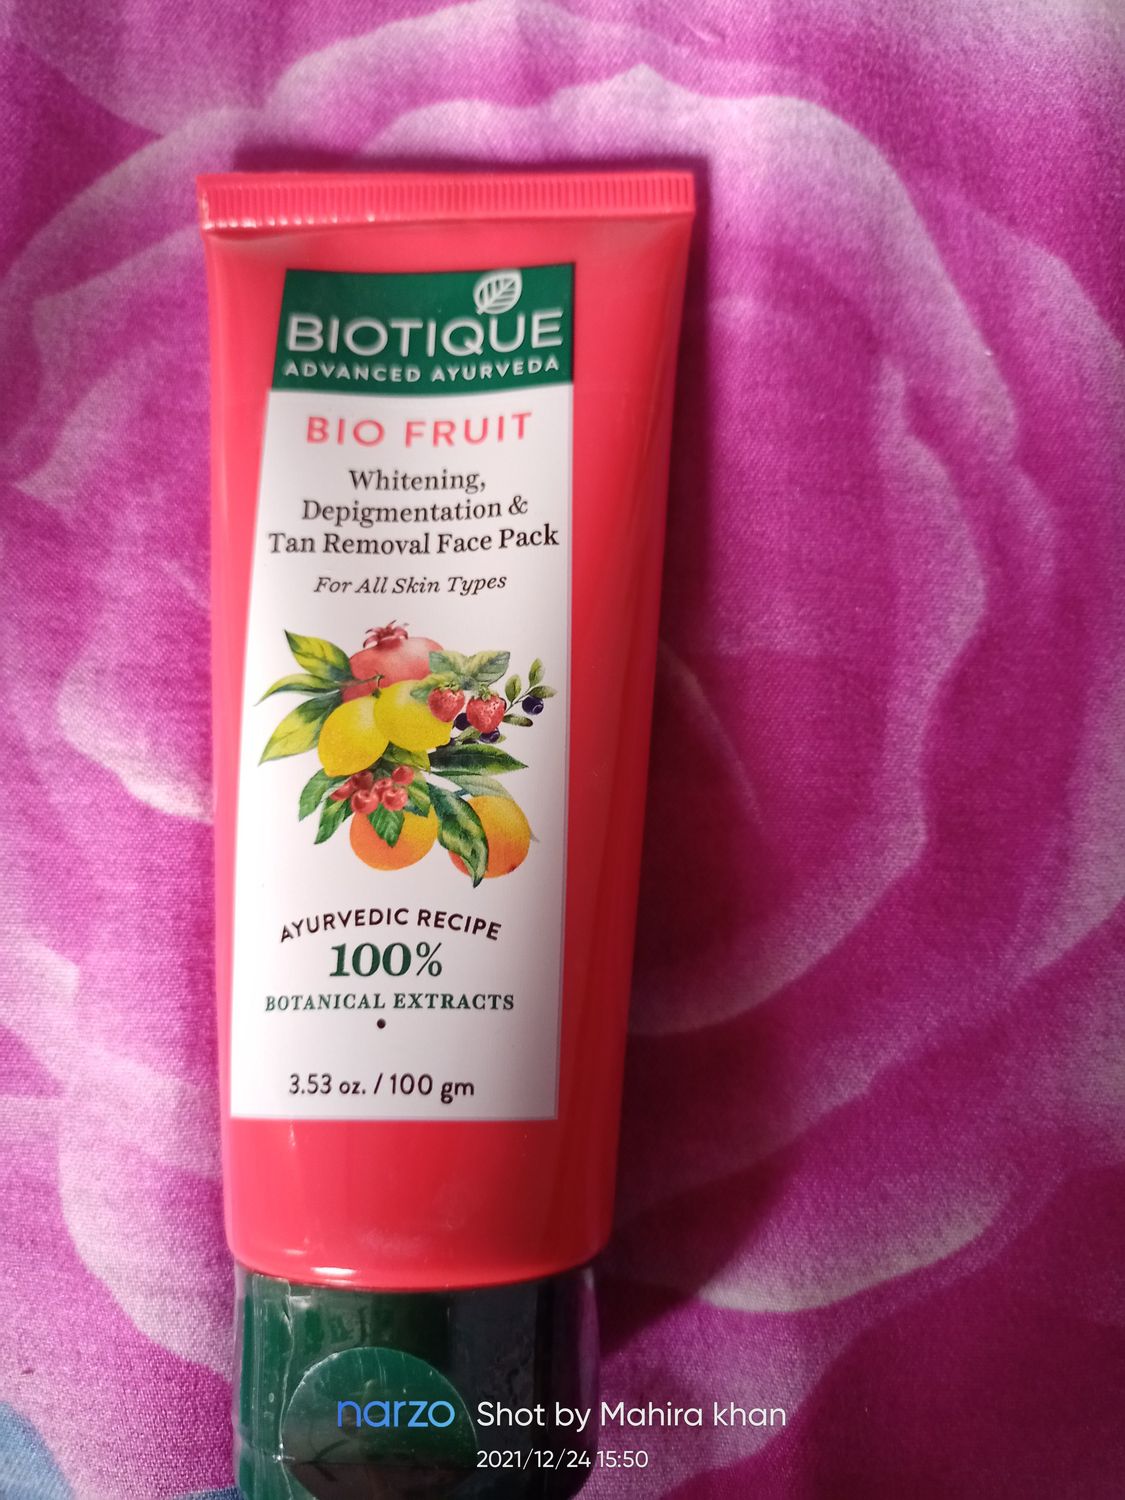 BIOTIQUE
ADVANCED AYURVEDA
BIO FRUIT
Whitening,
Depigmentation &
Tan Removal Face Pack
For All Skin Types
AYURVEDIC RECIPE
100%
BOTANICAL EXTRACTS
3.53 oz. / 100 gm
narzo Shot by Mahira khan
2021/12/24 15:50